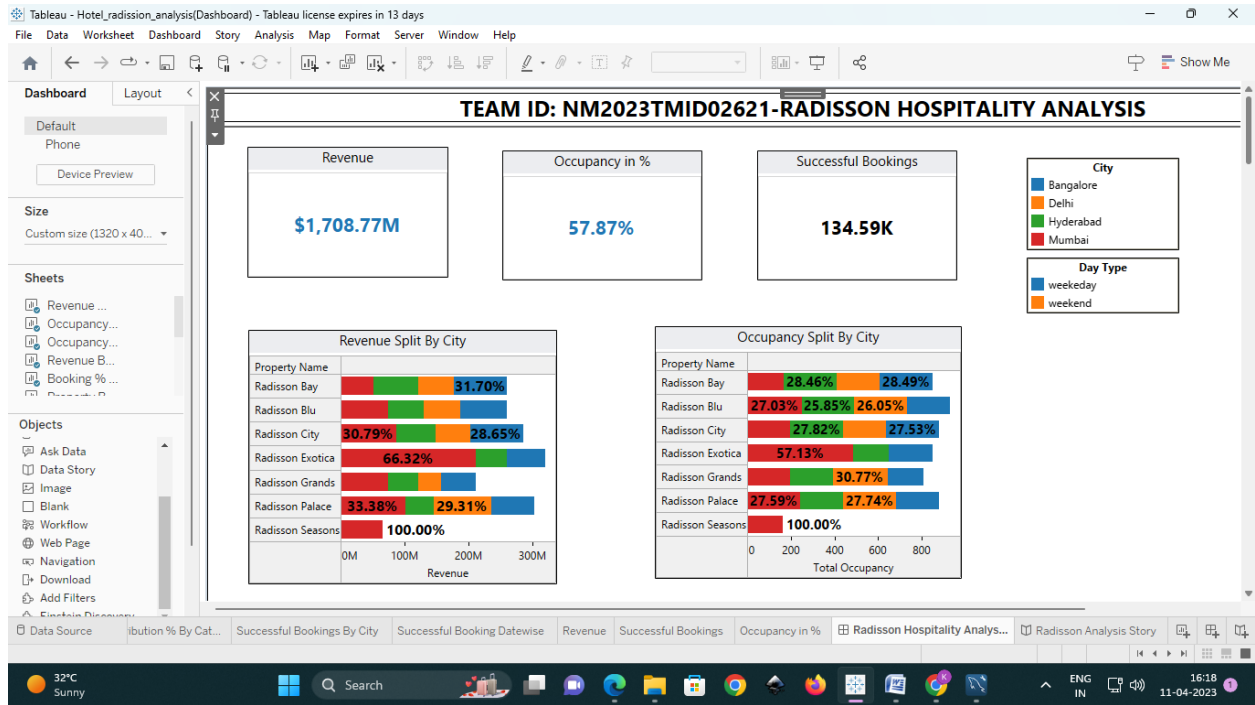 Tableau - Hotel_radission_analysis(Dashboard) - Tableau license expires in 13 days
File Data Worksheet Dashboard Story Analysis Map Format Server Window Help
Show Me
Dashboard Layout
Default
Phone
Device Preview
Size
Custom size (1320 x 40...
Sheets
Revenue ...
Occupancy...
Occupancy...
Revenue B...
Booking % ...
Objects
Ask Data
Data Story
Image
Blank
Workflow
Web Page
Navigation
Download
Add Filters
TEAM ID: NM2023TMID02621-RADISSON HOSPITALITY ANALYSIS
Revenue
$1,708.77M
Occupancy in %
57.87%
Successful Bookings
134.59K
City
Bangalore
Delhi
Hyderabad
Mumbai
Day Type
weekeday
weekend
Revenue Split By City
Property Name
Radisson Bay 31.70%
Radisson Blu
Radisson City 30.79% 28.65%
Radisson Exotica 66.32%
Radisson Grands
Radisson Palace 33.38% 29.31%
Radisson Seasons 100.00%
0M 100M 200M 300M
Revenue
Occupancy Split By City
Property Name
Radisson Bay 28.46% 28.49%
Radisson Blu 27.03% 25.85% 26.05%
Radisson City 27.82% 27.53%
Radisson Exotica 57.13%
Radisson Grands 30.77%
Radisson Palace 27.59% 27.74%
Radisson Seasons 100.00%
0 200 400 600 800
Total Occupancy
Data Source ibution % By Cat... Successful Bookings By City Successful Booking Datewise Revenue Successful Bookings Occupancy in % Radisson Hospitality Analys... Radisson Analysis Story
32°C
Sunny
Search
ENG
IN
16:18
11-04-2023
1